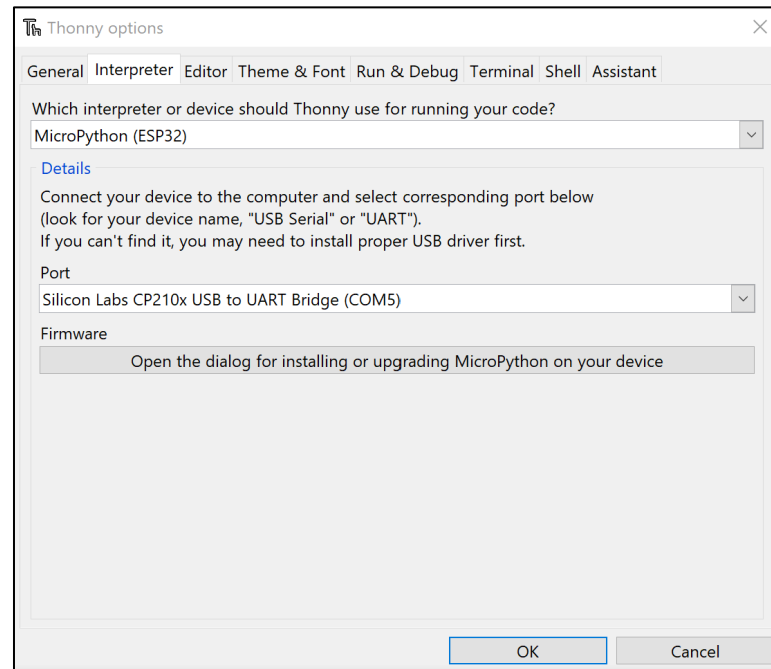 Thonny options
General Interpreter Editor Theme & Font Run & Debug Terminal Shell Assistant
Which interpreter or device should Thonny use for running your code?
MicroPython (ESP32)
Details
Connect your device to the computer and select corresponding port below
(look for your device name, "USB Serial" or "UART").
If you can't find it, you may need to install proper USB driver first.
Port
Silicon Labs CP210x USB to UART Bridge (COM5)
Firmware
Open the dialog for installing or upgrading MicroPython on your device
OK Cancel